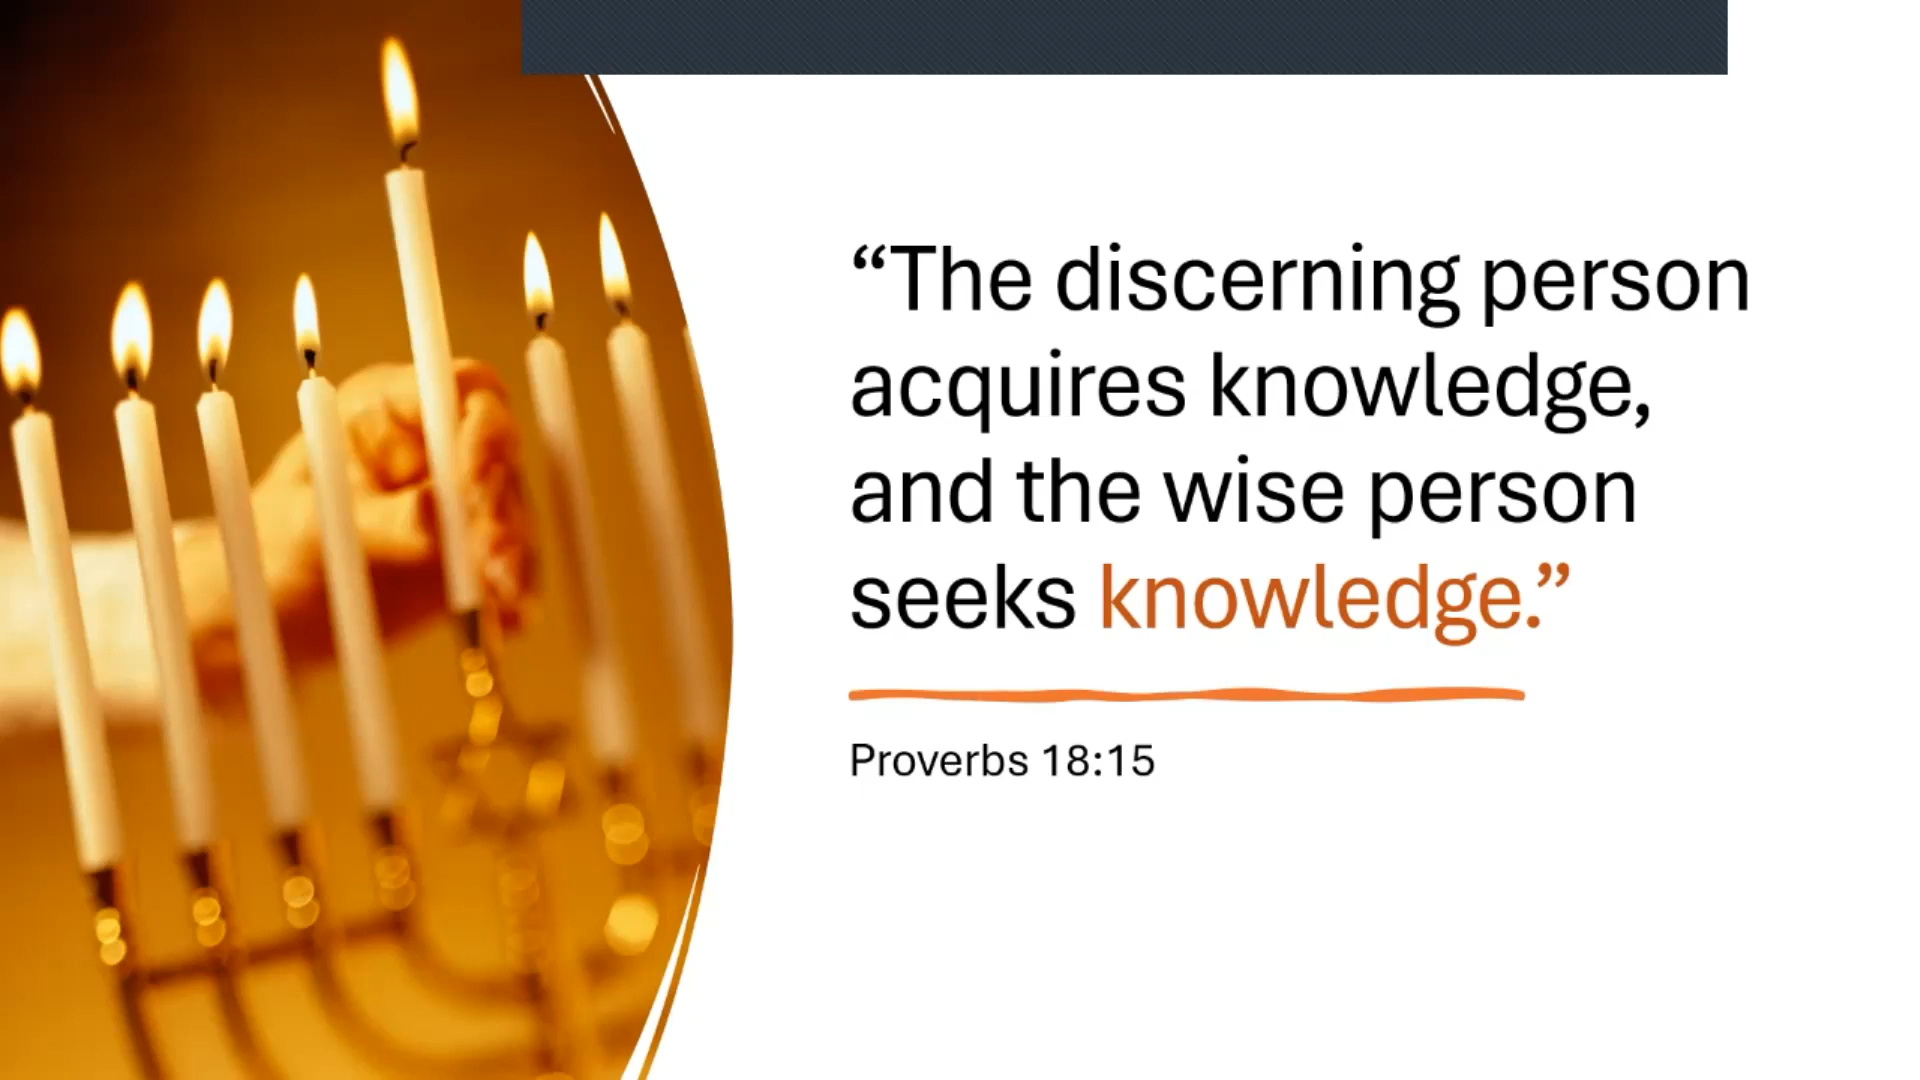 “The discerning person
acquires knowledge,
and the wise person
seeks knowledge.”
Proverbs 18:15